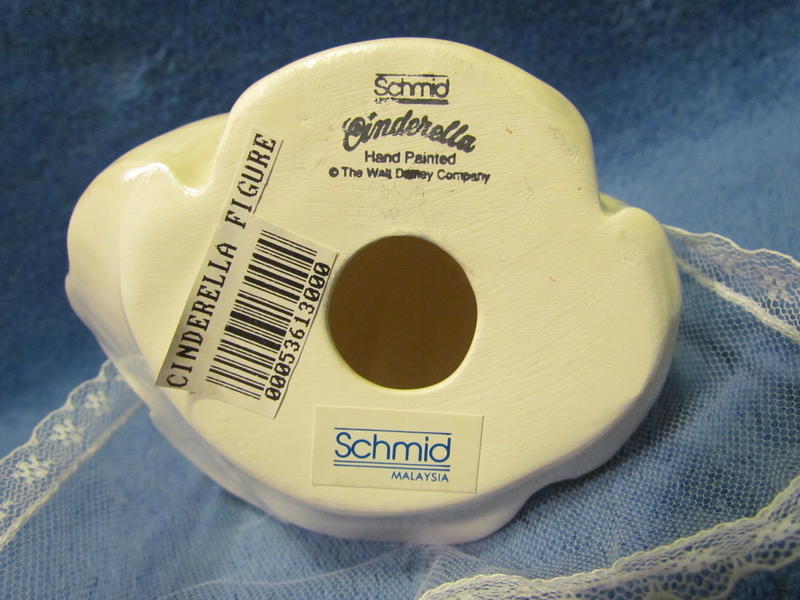 Schmid
Cinderella
Hand Painted
© The Walt Disney Company
CINDERELLA FIGURE
000053613000
Schmid
MALAYSIA